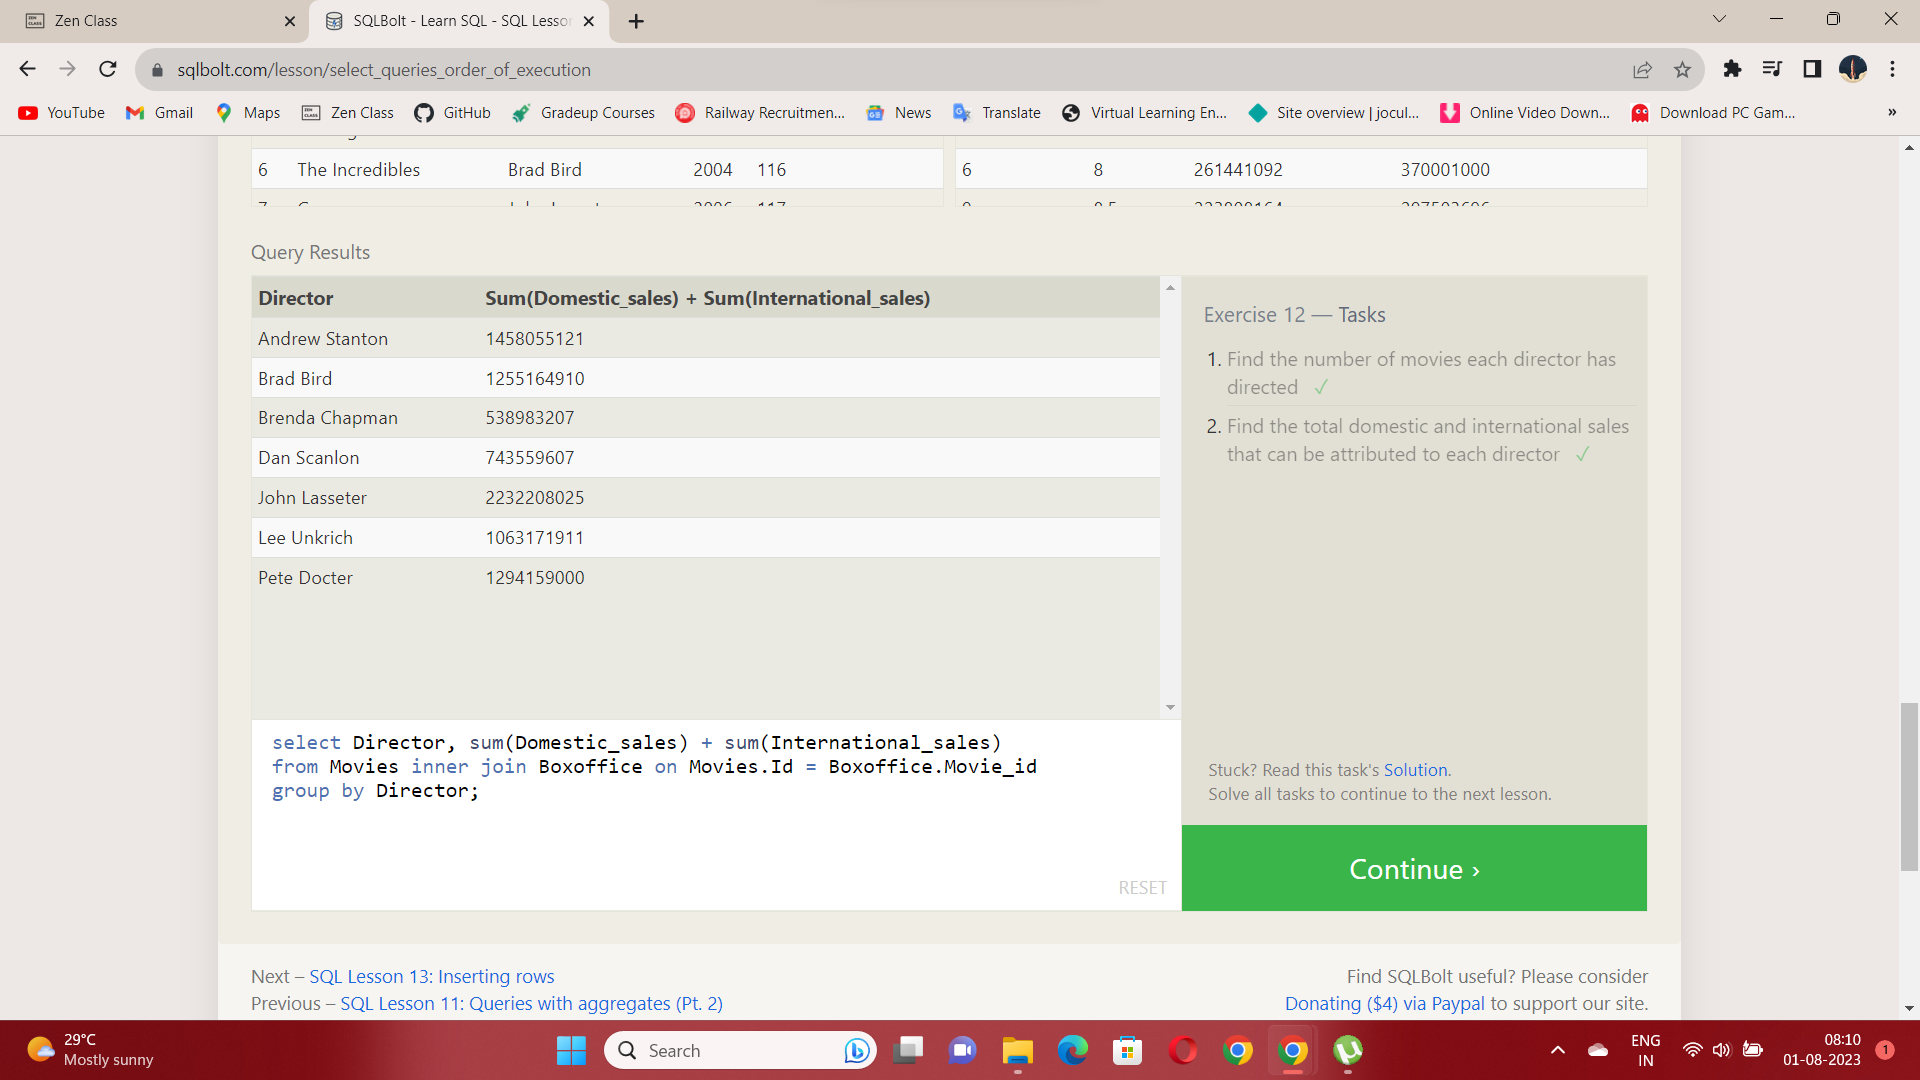 Zen Class
SQLBolt - Learn SQL - SQL Lesson
sqlbolt.com/lesson/select_queries_order_of_execution
YouTube Gmail Maps Zen Class GitHub Gradeup Courses Railway Recruitmen... News Translate Virtual Learning En... Site overview | jocul... Online Video Down... Download PC Gam... »
6 The Incredibles Brad Bird 2004 116
6 8 261441092 370001000
Query Results
Director Sum(Domestic_sales) + Sum(International_sales)
Andrew Stanton 1458055121
Brad Bird 1255164910
Brenda Chapman 538983207
Dan Scanlon 743559607
John Lasseter 2232208025
Lee Unkrich 1063171911
Pete Docter 1294159000
select Director, sum(Domestic_sales) + sum(International_sales)
from Movies inner join Boxoffice on Movies.Id = Boxoffice.Movie_id
group by Director;
RESET
Exercise 12 — Tasks
1. Find the number of movies each director has
directed ✓
2. Find the total domestic and international sales
that can be attributed to each director ✓
Stuck? Read this task's Solution.
Solve all tasks to continue to the next lesson.
Continue ›
Next – SQL Lesson 13: Inserting rows
Previous – SQL Lesson 11: Queries with aggregates (Pt. 2)
Find SQLBolt useful? Please consider
Donating ($4) via Paypal to support our site.
29°C
Mostly sunny
Search
ENG
IN
08:10
01-08-2023
1